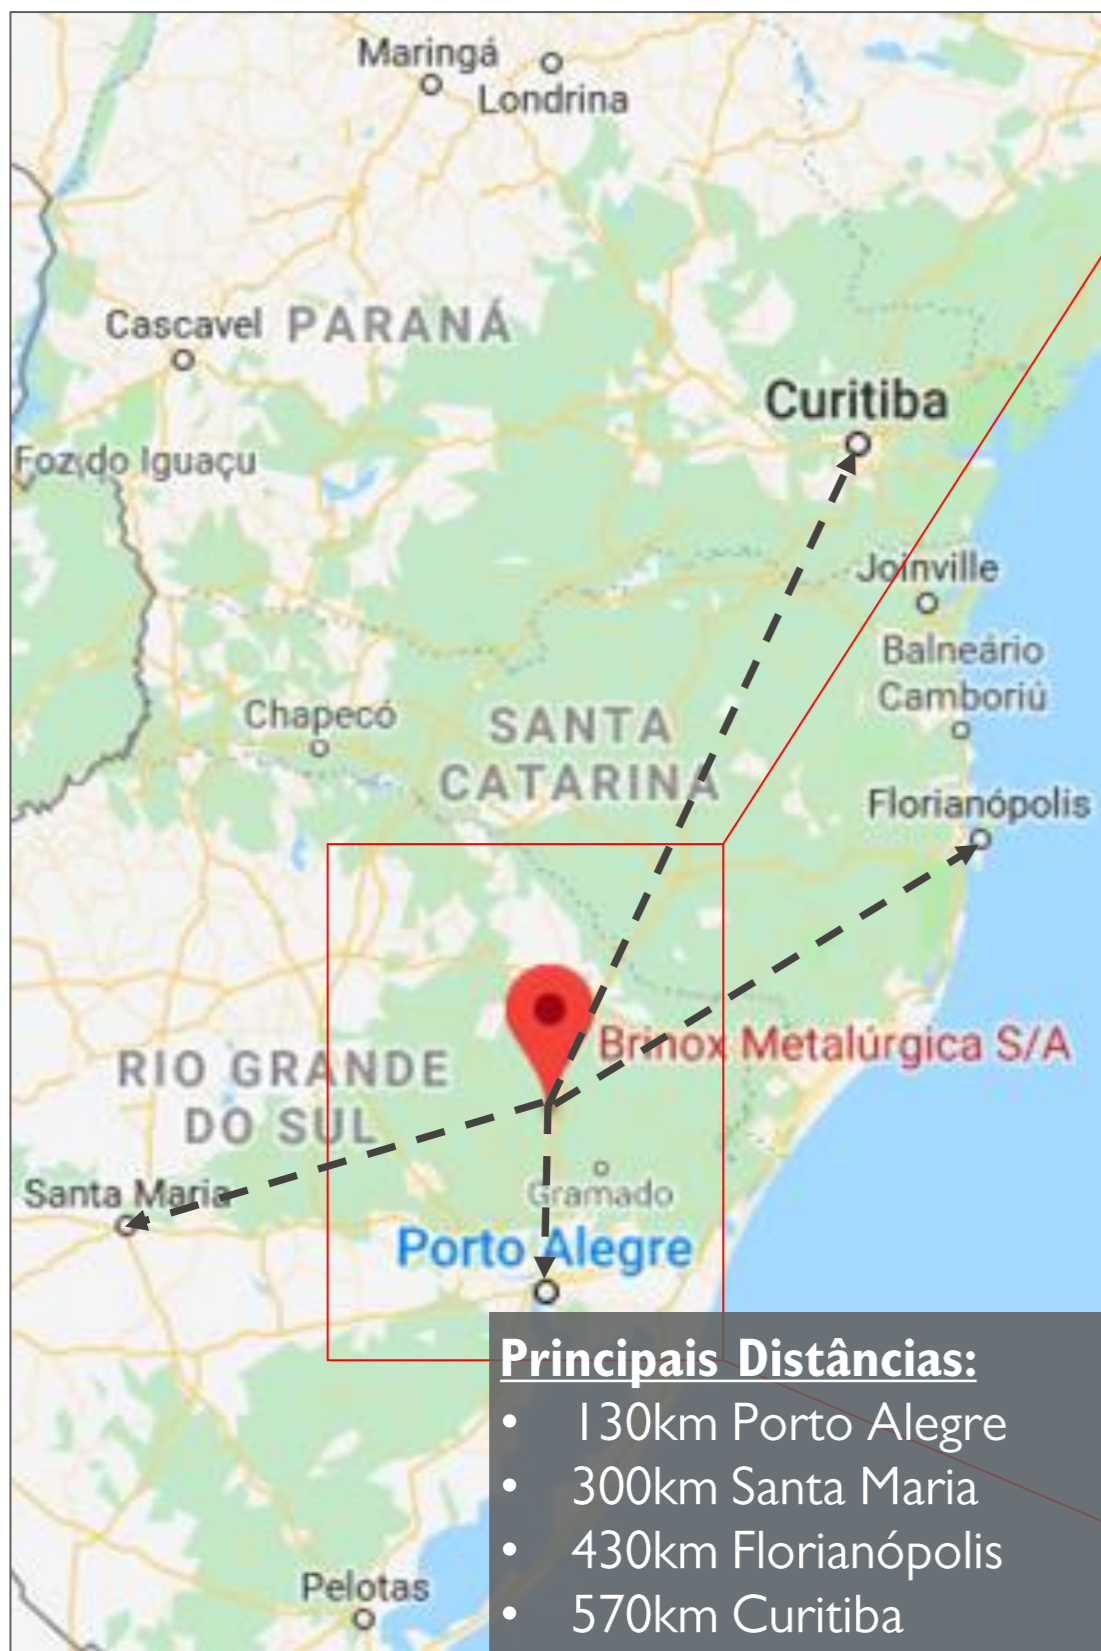 Maringá
Londrina
Cascavel
PARANÁ
Curitiba
Foz do Iguaçu
Joinville
Balneário
Camboriú
Chapecó
SANTA
CATARINA
Florianópolis
Brinox Metalúrgica S/A
RIO GRANDE
DO SUL
Santa Maria
Gramado
Porto Alegre
Principais Distâncias:
• 130km Porto Alegre
• 300km Santa Maria
• 430km Florianópolis
• 570km Curitiba
Pelotas